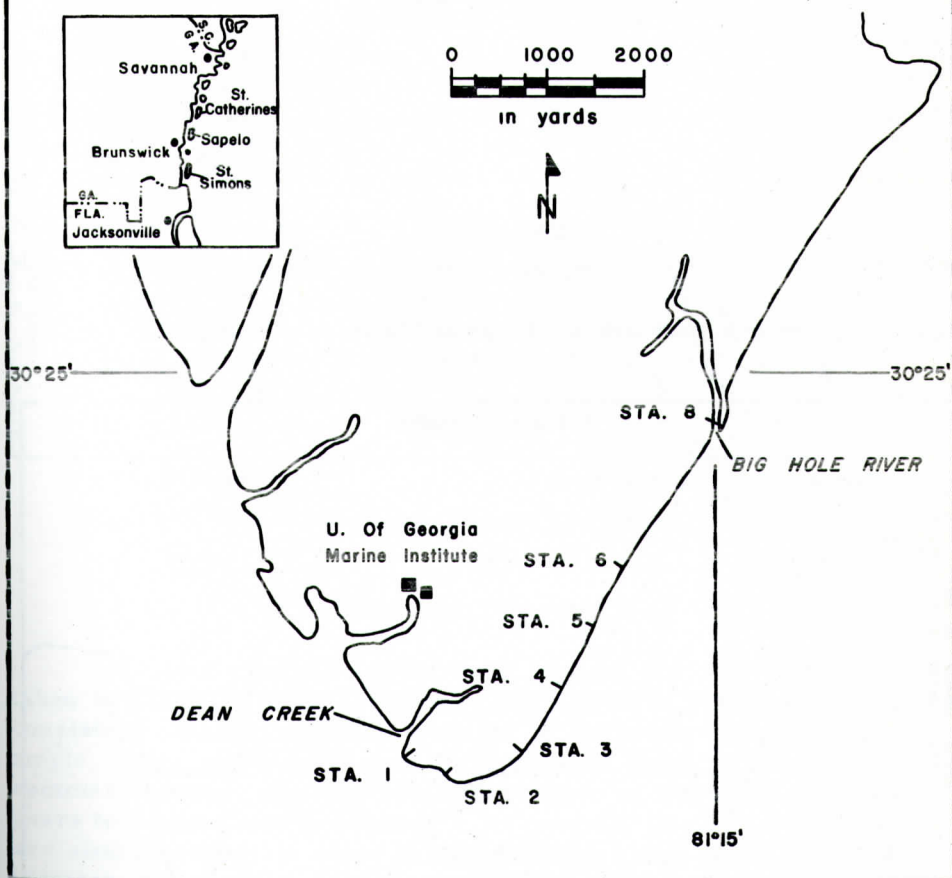 S.C.
GA.
Savannah
St.
Catherines
Sapelo
Brunswick
St.
Simons
GA.
FLA.
Jacksonville
0 1000 2000
in yards
N
30°25' 30°25'
STA. 8
BIG HOLE RIVER
U. Of Georgia
Marine Institute
STA. 6
STA. 5
STA. 4
DEAN CREEK
STA. 3
STA. 1
STA. 2
81°15'